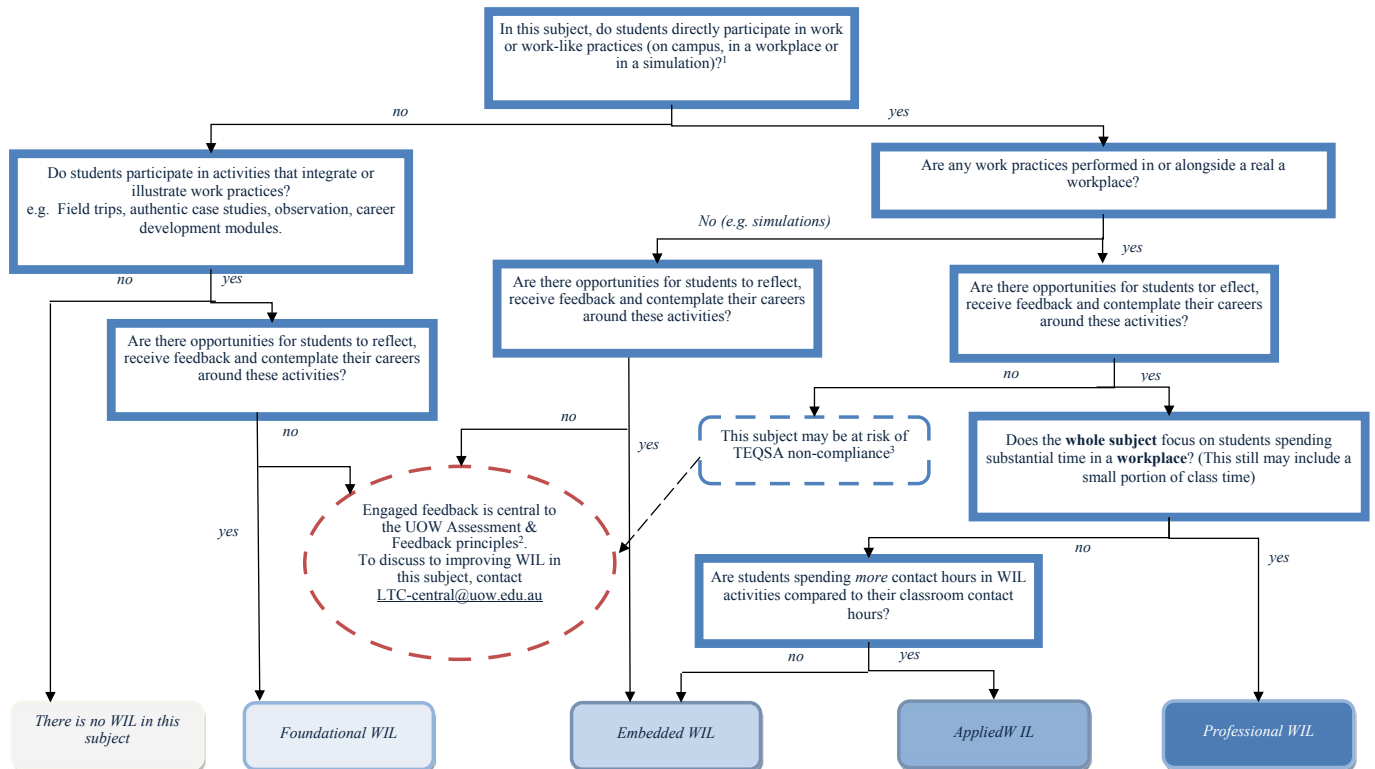 In this subject, do students directly participate in work
or work-like practices (on campus, in a workplace or
in a simulation)?1
no
yes
Do students participate in activities that integrate or
illustrate work practices?
e.g. Field trips, authentic case studies, observation, career
development modules.
Are any work practices performed in or alongside a real a
workplace?
No (e.g. simulations)
yes
no
yes
Are there opportunities for students to reflect,
receive feedback and contemplate their careers
around these activities?
Are there opportunities for students tor eflect,
receive feedback and contemplate their careers
around these activities?
Are there opportunities for students to reflect,
receive feedback and contemplate their careers
around these activities?
no
yes
no
no
yes
This subject may be at risk of
TEQSA non-compliance3
Does the whole subject focus on students spending
substantial time in a workplace? (This still may include a
small portion of class time)
yes
Engaged feedback is central to
the UOW Assessment &
Feedback principles2.
To discuss to improving WIL in
this subject, contact
LTC-central@uow.edu.au
no
yes
Are students spending more contact hours in WIL
activities compared to their classroom contact
hours?
no
yes
There is no WIL in this
subject
Foundational WIL
Embedded WIL
AppliedW IL
Professional WIL